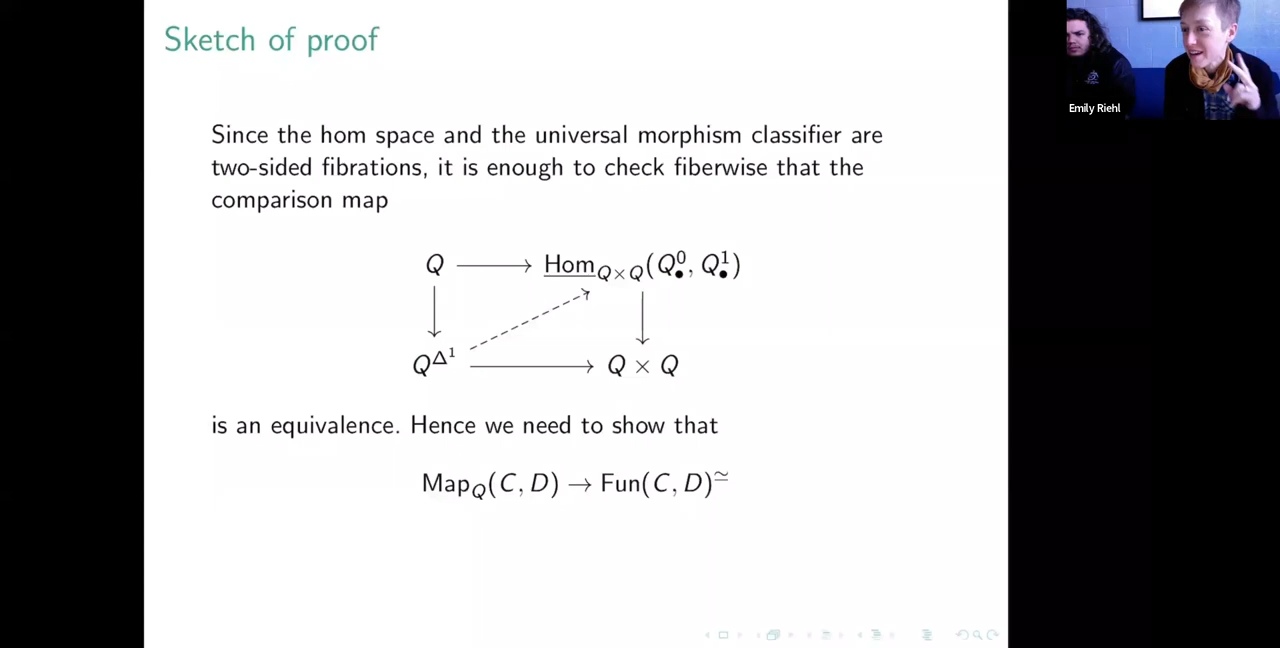 Sketch of proof
Emily Riehl
Since the hom space and the universal morphism classifier are
two-sided fibrations, it is enough to check fiberwise that the
comparison map
Q ⟶ Hom_{Q×Q}(Q^0_•, Q^1_•)
Q^{Δ^1} ⟶ Q × Q
is an equivalence. Hence we need to show that
Map_Q(C, D) → Fun(C, D)^≃